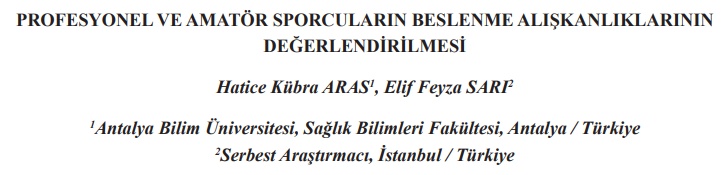 PROFESYONEL VE AMATÖR SPORCULARIN BESLENME ALIŞKANLIKLARININ
DEĞERLENDİRİLMESİ
Hatice Kübra ARAS¹, Elif Feyza SARI²
¹Antalya Bilim Üniversitesi, Sağlık Bilimleri Fakültesi, Antalya / Türkiye
²Serbest Araştırmacı, İstanbul / Türkiye